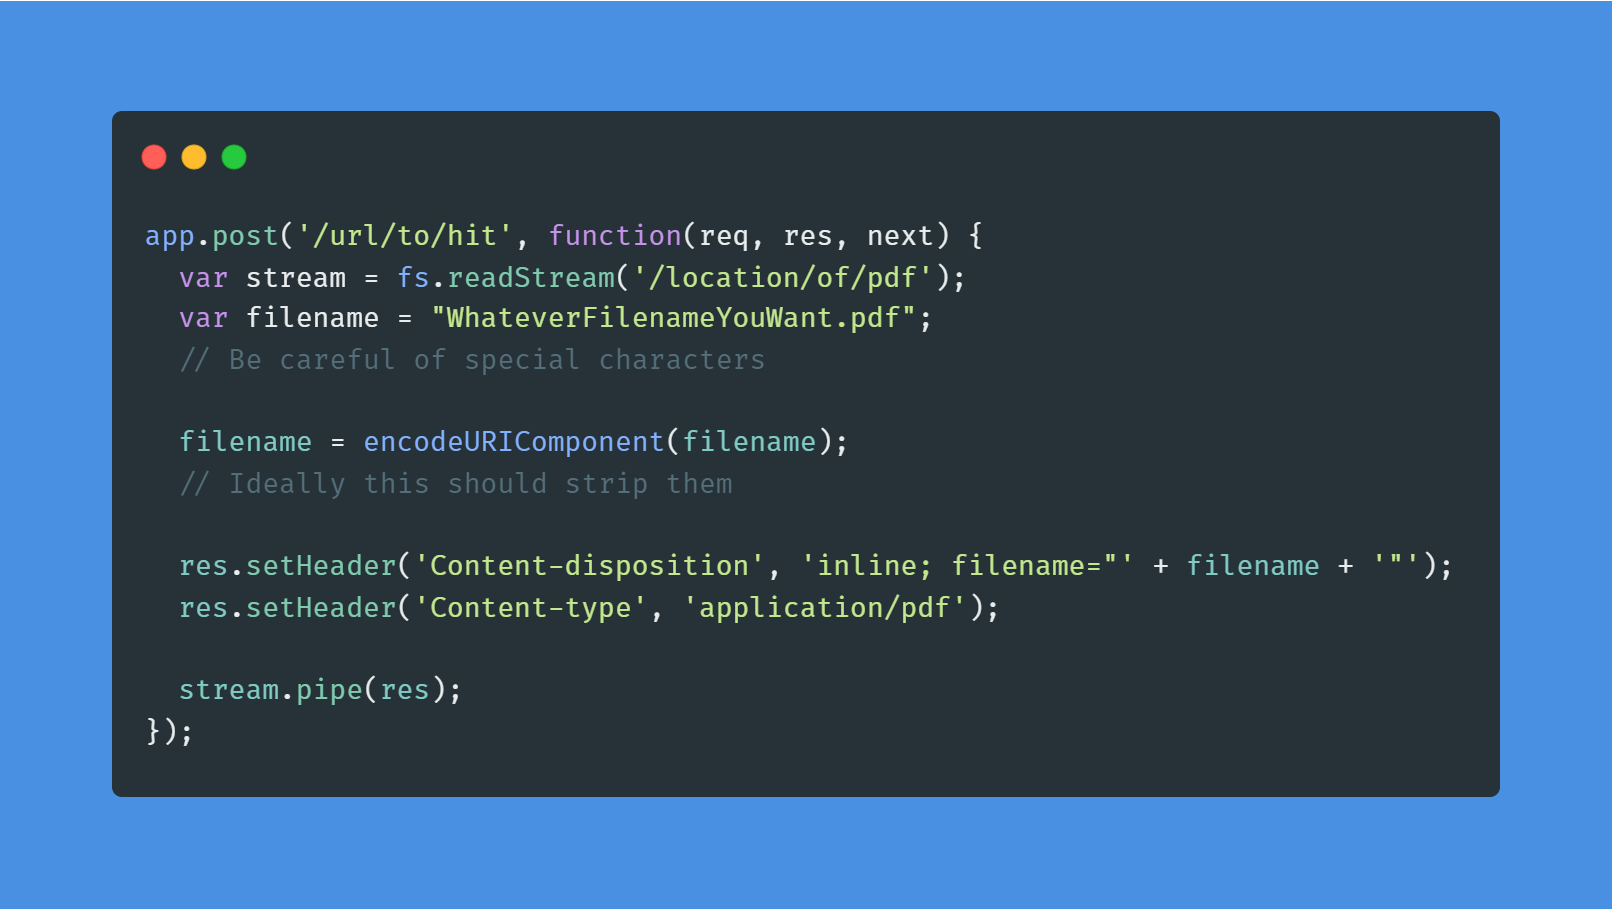 app.post('/url/to/hit', function(req, res, next) {
  var stream = fs.readStream('/location/of/pdf');
  var filename = "WhateverFilenameYouWant.pdf";
  // Be careful of special characters

  filename = encodeURIComponent(filename);
  // Ideally this should strip them

  res.setHeader('Content-disposition', 'inline; filename="' + filename + '"');
  res.setHeader('Content-type', 'application/pdf');

  stream.pipe(res);
});